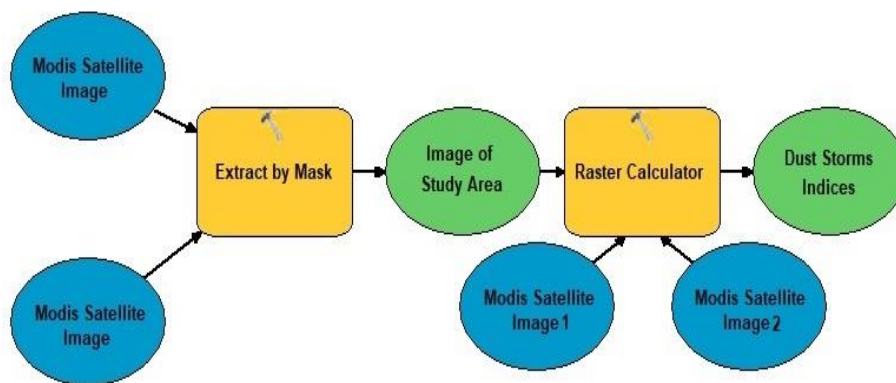 Modis Satellite
Image
Extract by Mask
Image of
Study Area
Raster Calculator
Dust Storms
Indices
Modis Satellite
Image
Modis Satellite
Image 1
Modis Satellite
Image 2